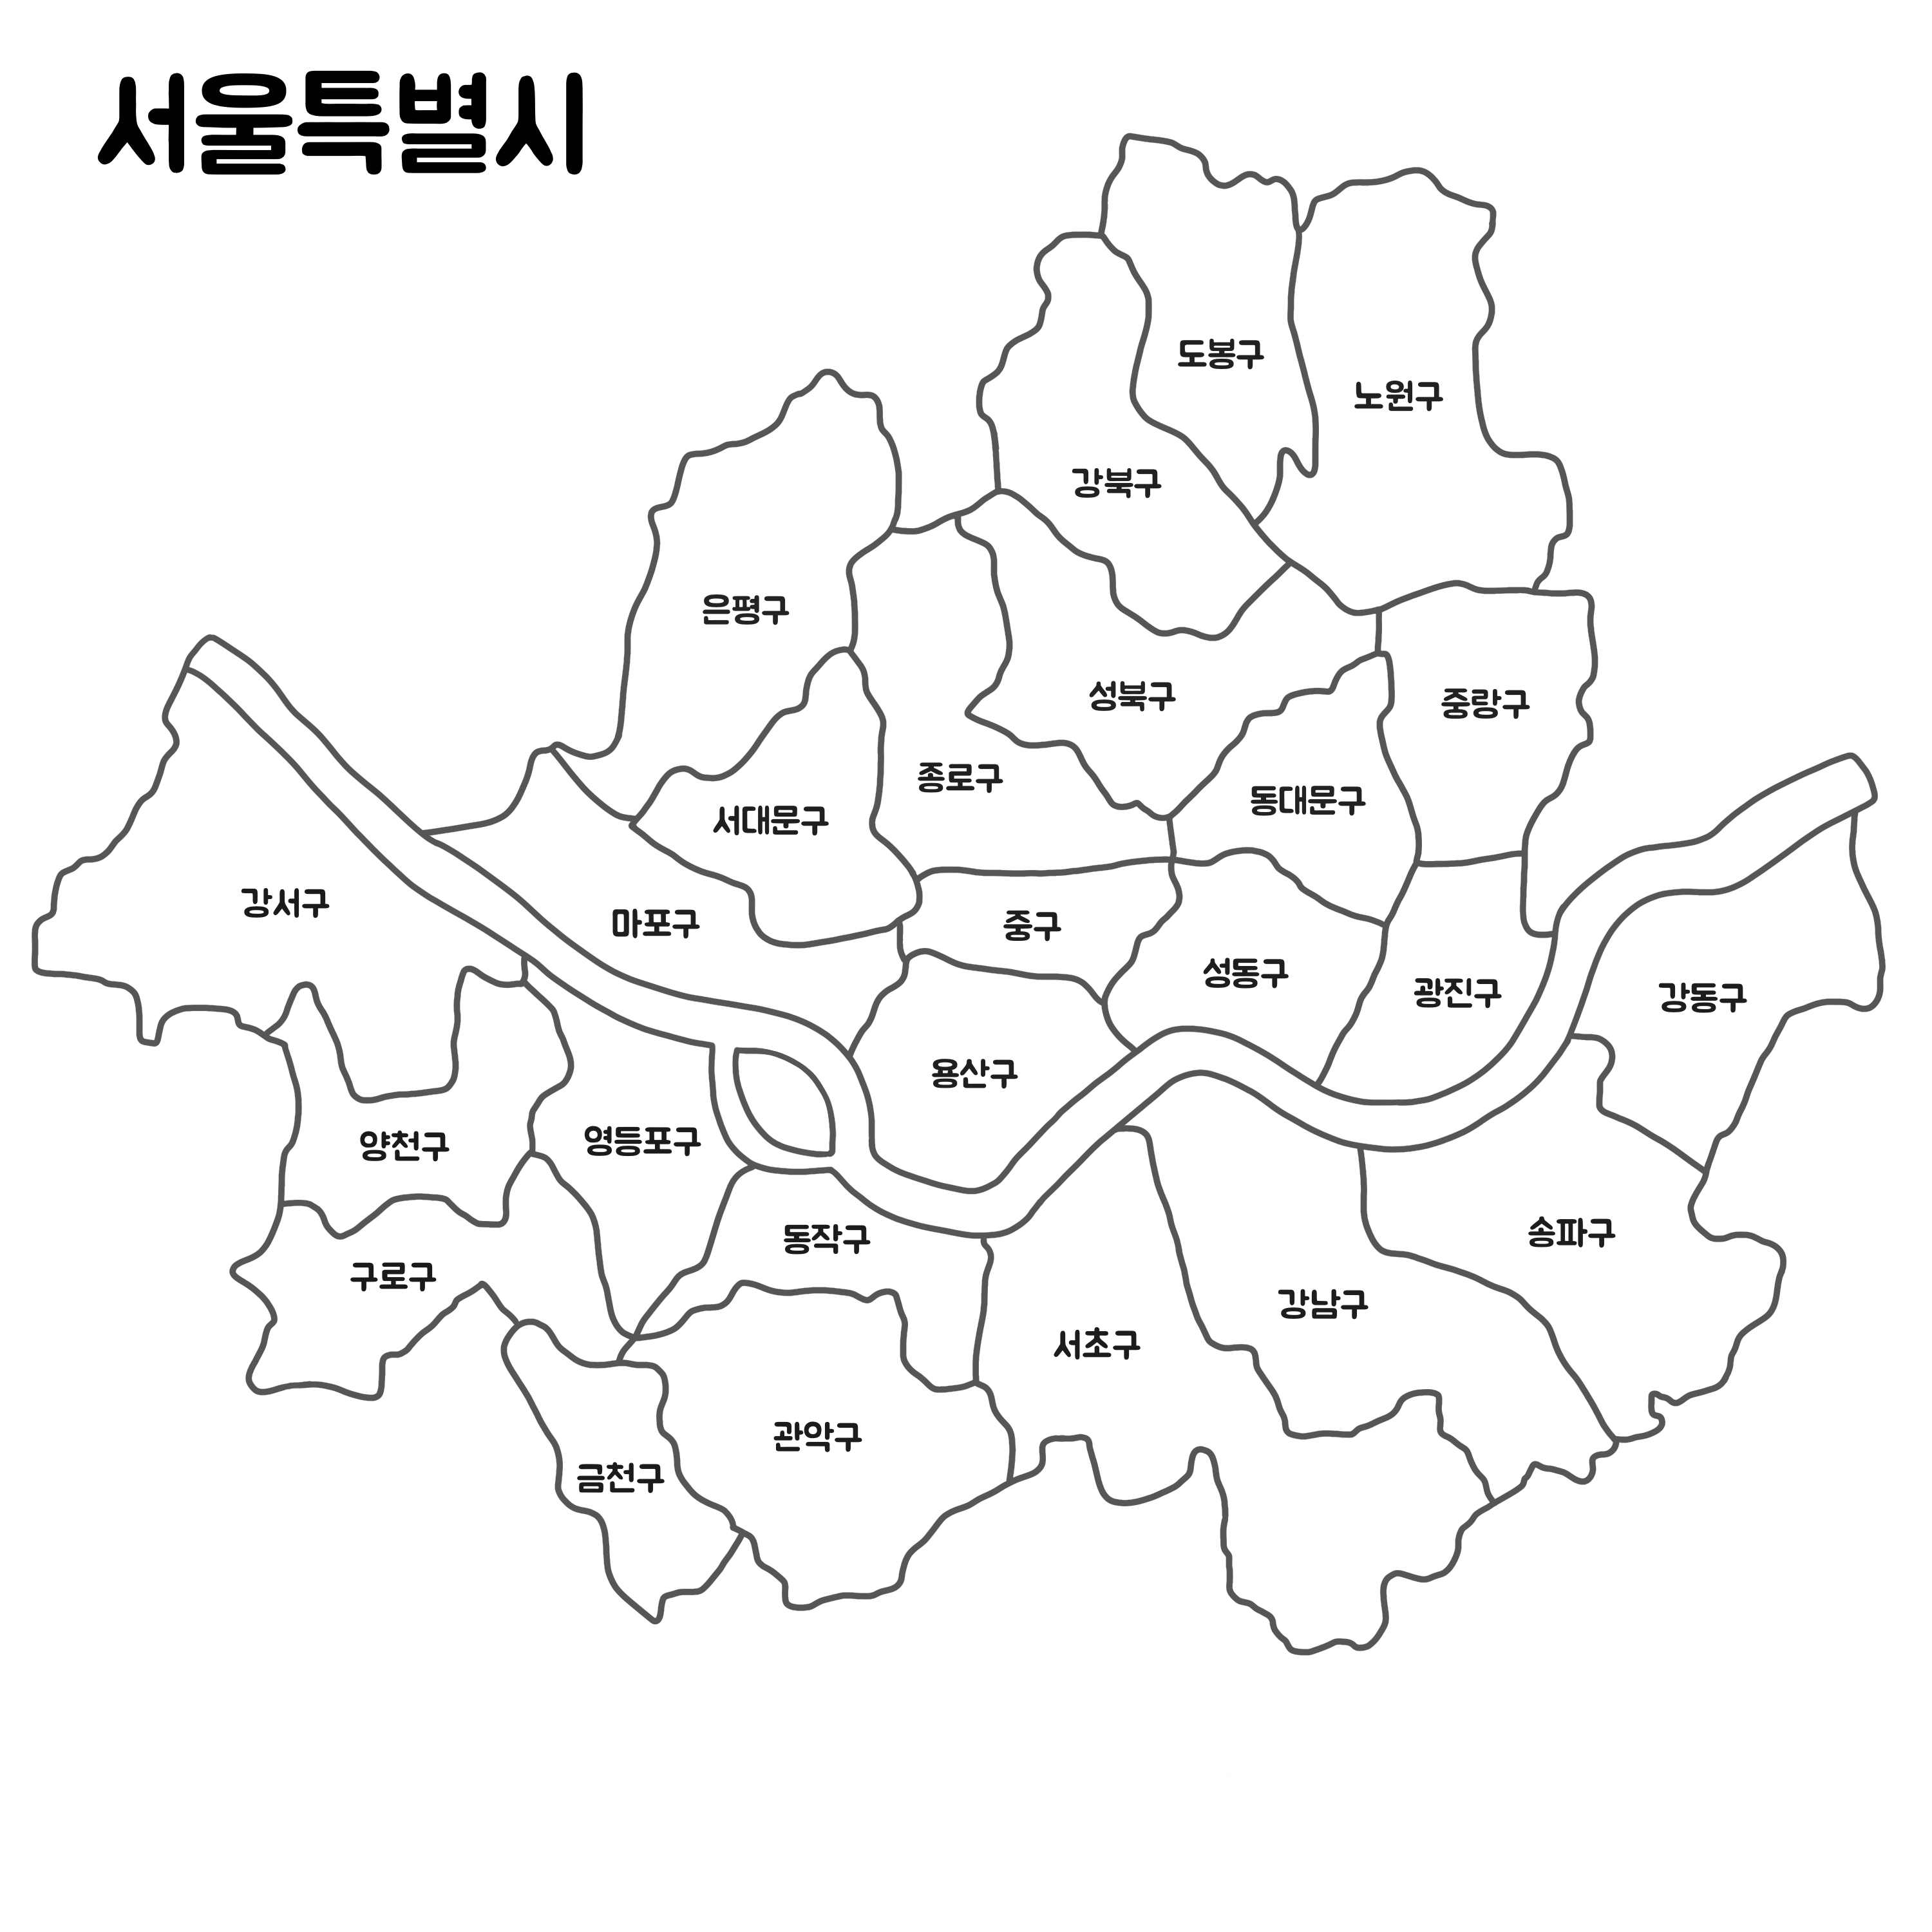 서울특별시
도봉구
노원구
강북구
은평구
성북구
중랑구
종로구
동대문구
서대문구
강서구
마포구
중구
성동구
광진구
강동구
용산구
양천구
영등포구
동작구
송파구
구로구
강남구
서초구
관악구
금천구